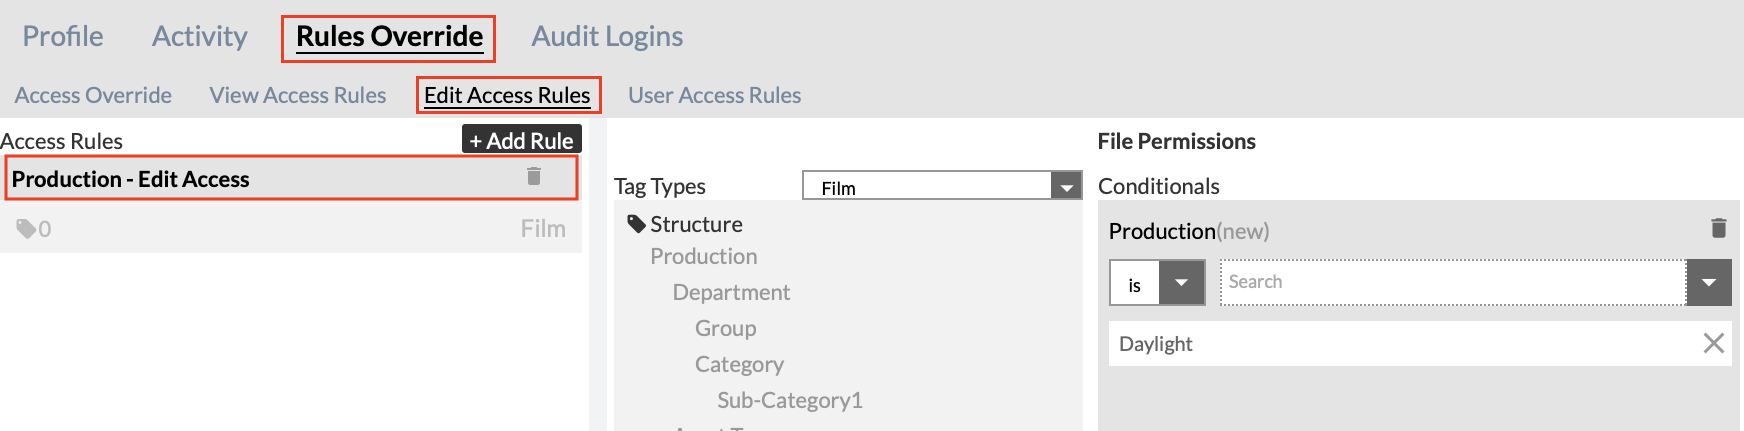 Profile Activity Rules Override Audit Logins
Access Override View Access Rules Edit Access Rules User Access Rules
Access Rules + Add Rule
Production - Edit Access
0 Film
Tag Types Film
Structure
Production
Department
Group
Category
Sub-Category1
File Permissions
Conditionals
Production(new)
is Search
Daylight